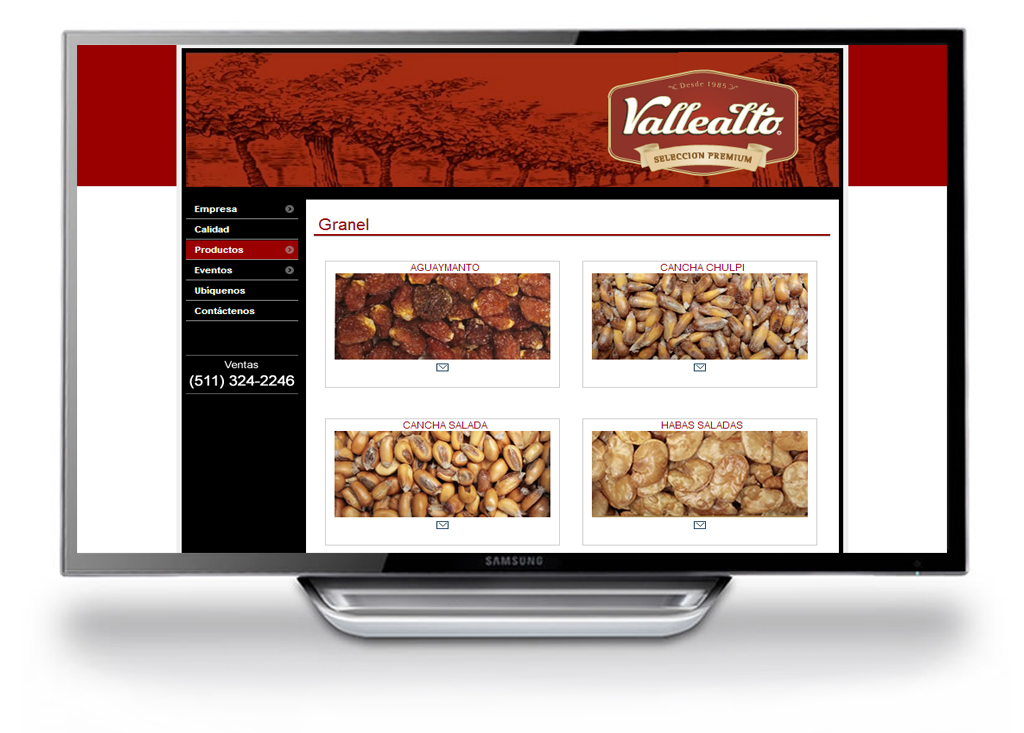 Desde 1985
Vallealto®
SELECCION PREMIUM
Empresa
Calidad
Productos
Eventos
Ubíquenos
Contáctenos
Ventas
(511) 324-2246
Granel
AGUAYMANTO
CANCHA CHULPI
CANCHA SALADA
HABAS SALADAS
SAMSUNG